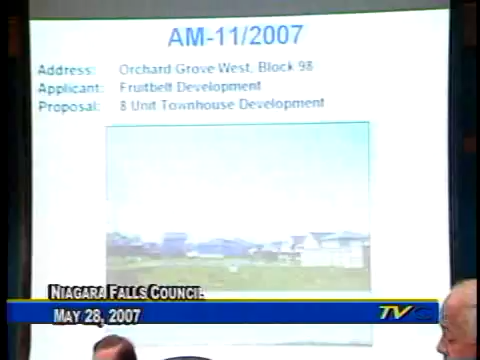 AM-11/2007
Address: Orchard Grove West, Block 98
Applicant: Fruitbelt Development
Proposal: 8 Unit Townhouse Development
NIAGARA FALLS COUNCIL
MAY 28, 2007
TV